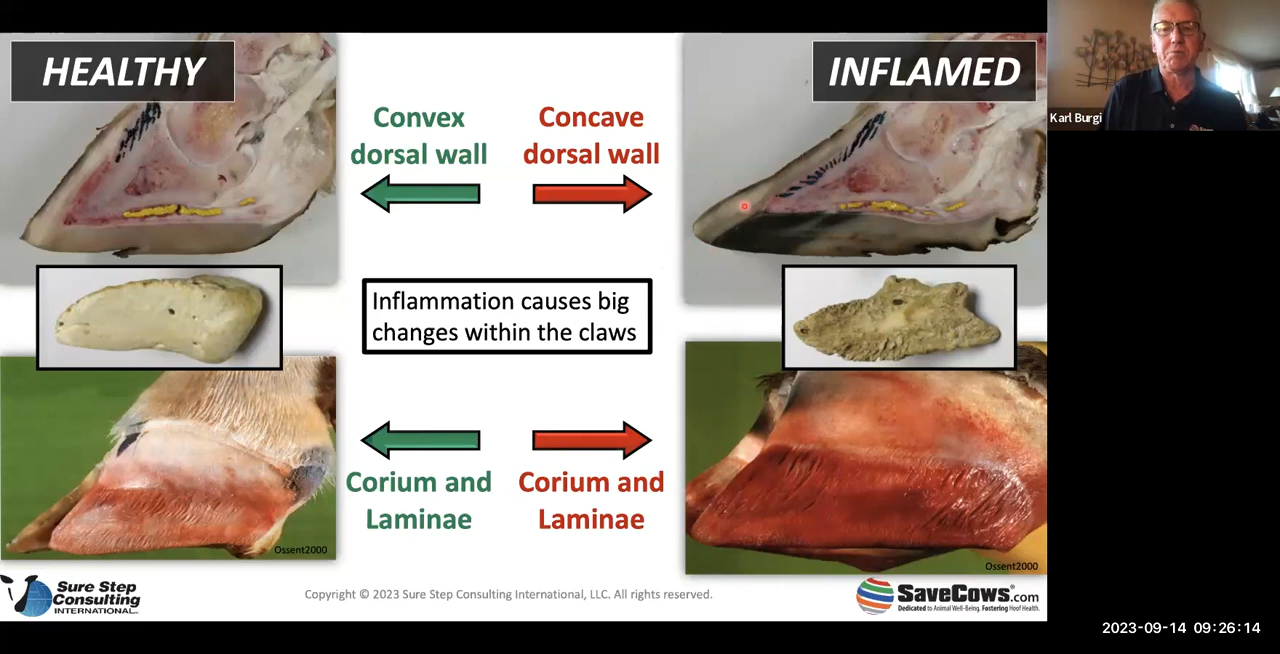 HEALTHY
INFLAMED
Karl Burgi
Convex
dorsal wall
Concave
dorsal wall
Inflammation causes big
changes within the claws
Corium and
Laminae
Corium and
Laminae
Ossent2000
Ossent2000
Sure Step
Consulting
INTERNATIONAL
Copyright © 2023 Sure Step Consulting International, LLC. All rights reserved.
SaveCows®.com
Dedicated to Animal Well-Being. Fostering Hoof Health.
2023-09-14 09:26:14